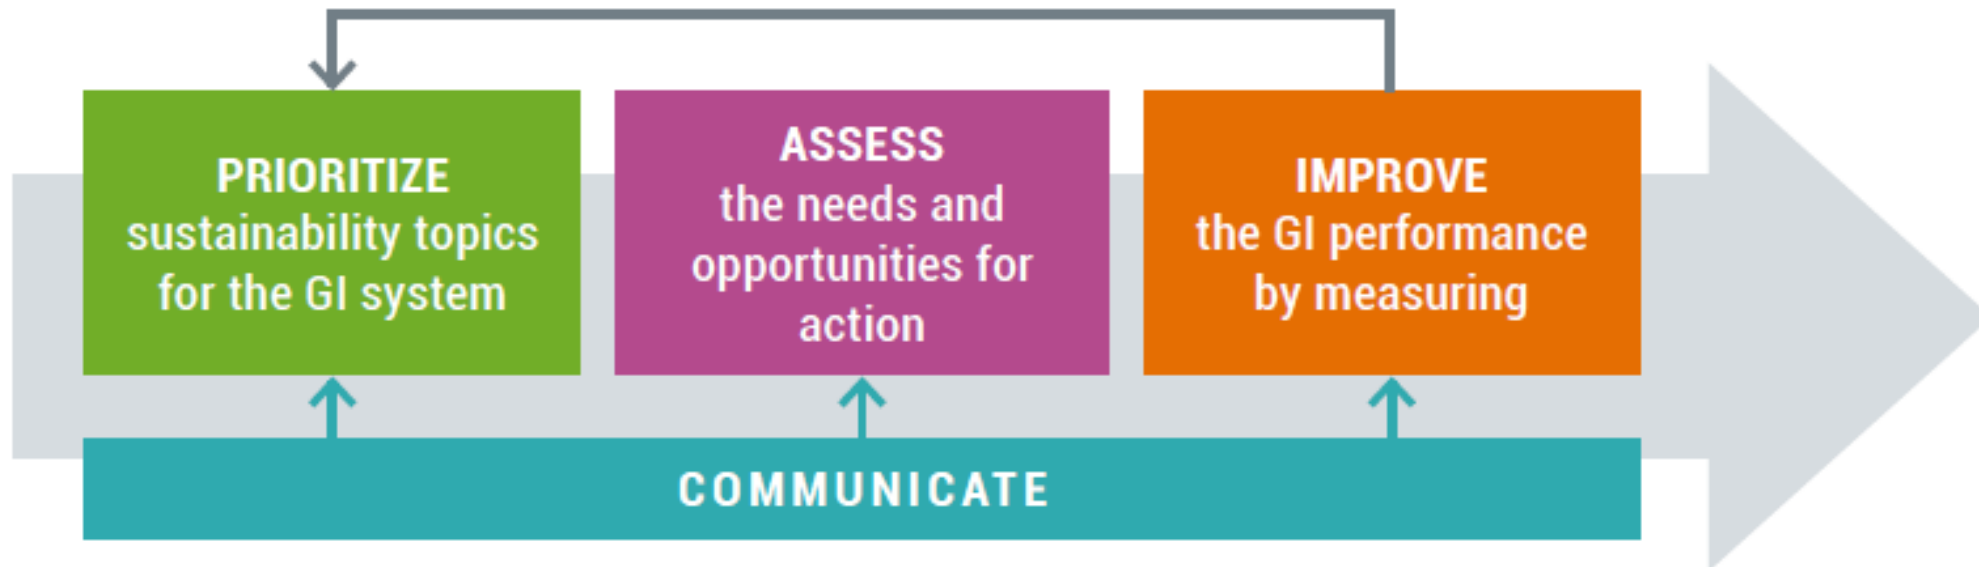 PRIORITIZE
sustainability topics
for the GI system
ASSESS
the needs and
opportunities for
action
IMPROVE
the GI performance
by measuring
COMMUNICATE